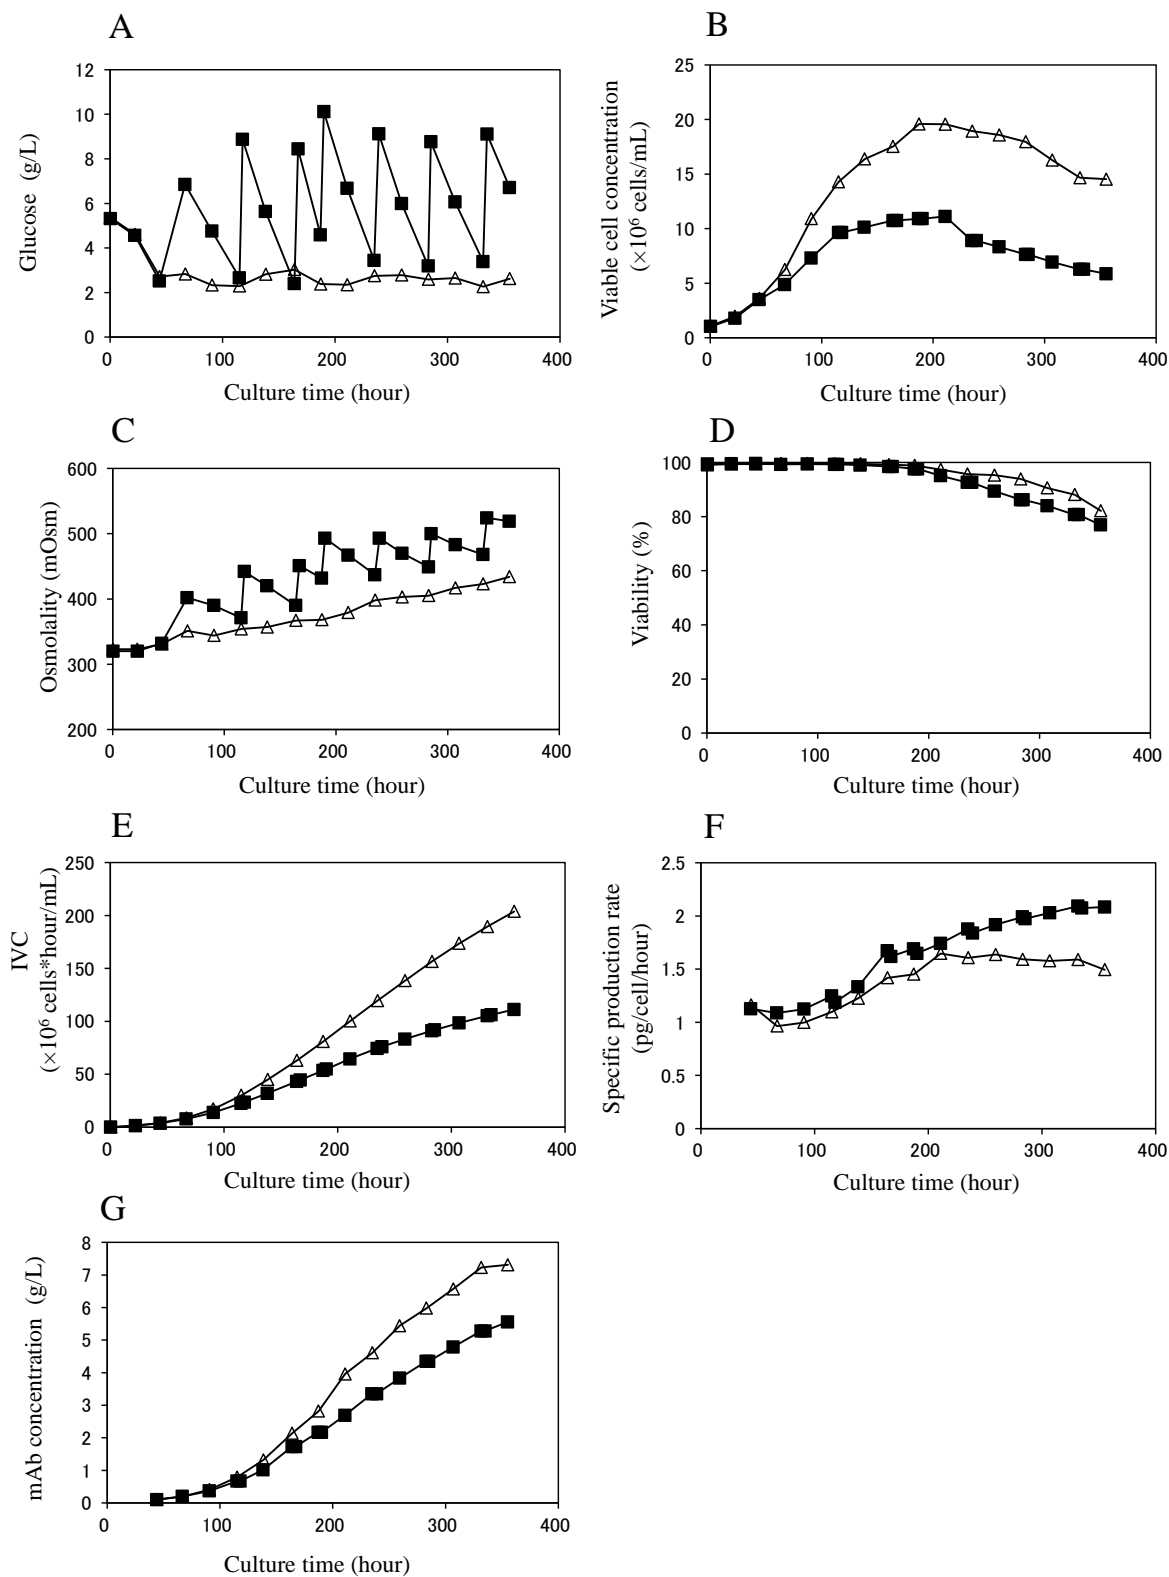 A
Glucose (g/L)
12
10
8
6
4
2
0
0 100 200 300 400
Culture time (hour)
B
Viable cell concentration
(×10⁶ cells/mL)
25
20
15
10
5
0
0 100 200 300 400
Culture time (hour)
C
Osmolality (mOsm)
600
500
400
300
200
0 100 200 300 400
Culture time (hour)
D
Viability (%)
100
80
60
40
20
0
0 100 200 300 400
Culture time (hour)
E
IVC
(×10⁶ cells*hour/mL)
250
200
150
100
50
0
0 100 200 300 400
Culture time (hour)
F
Specific production rate
(pg/cell/hour)
2.5
2
1.5
1
0.5
0
0 100 200 300 400
Culture time (hour)
G
mAb concentration (g/L)
8
7
6
5
4
3
2
1
0
0 100 200 300 400
Culture time (hour)